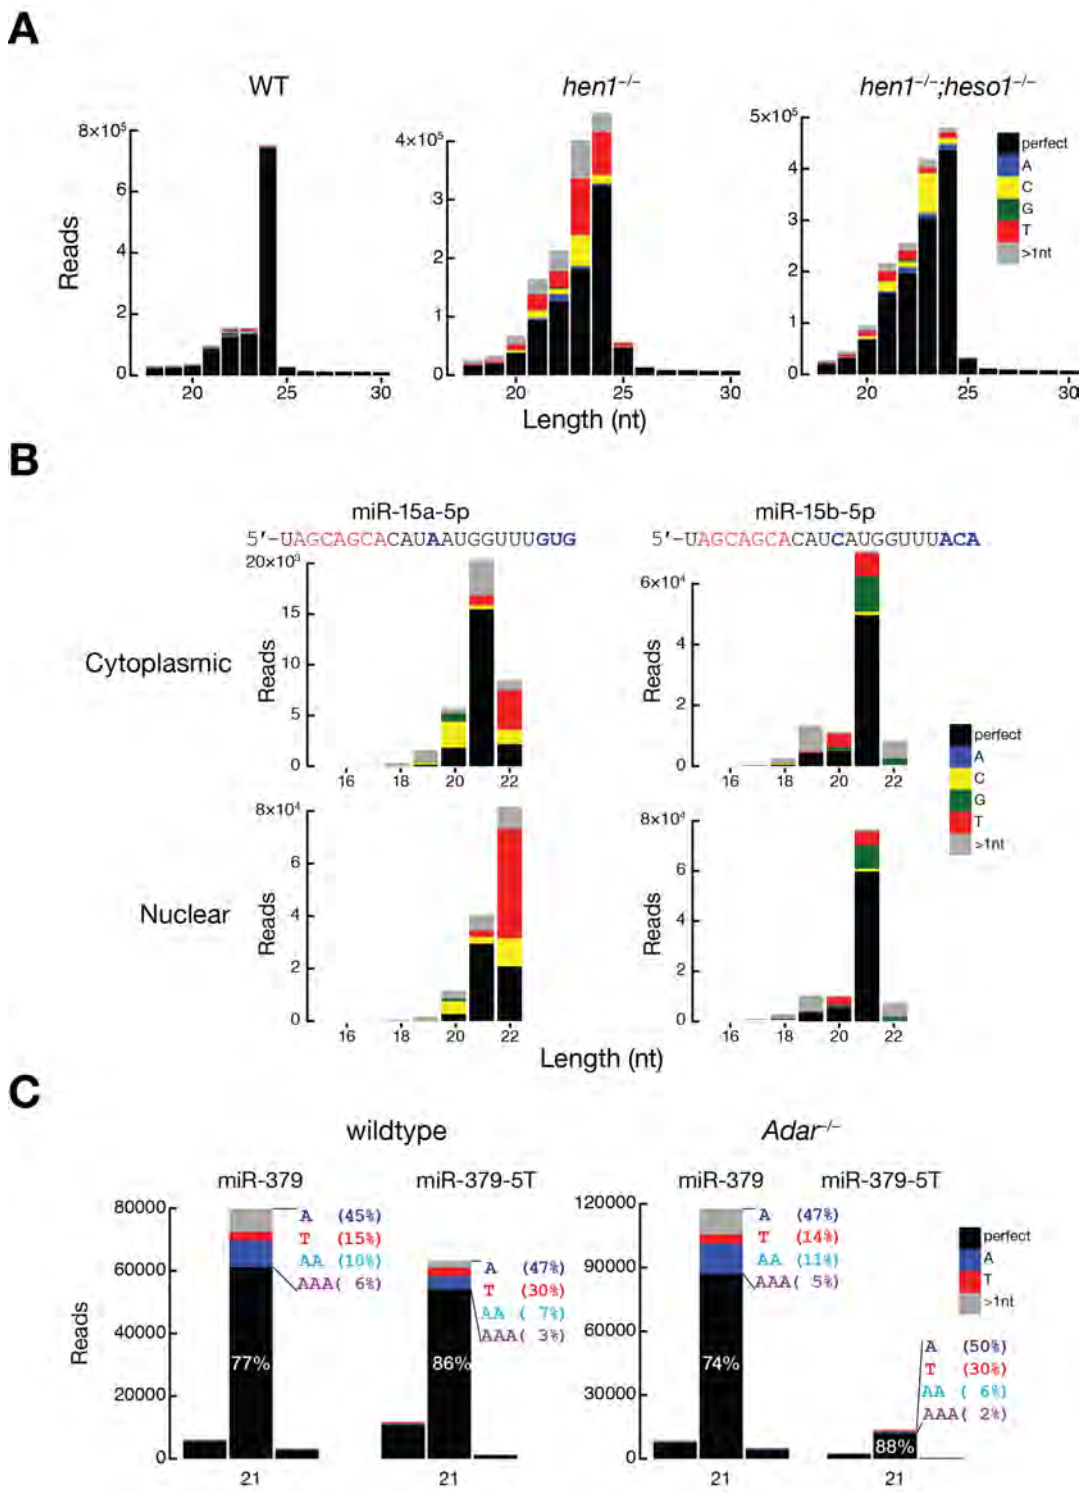 A
WT
hen1⁻/⁻
hen1⁻/⁻;heso1⁻/⁻
8×10⁵
6
4
2
0
Reads
20
25
30
4×10⁵
3
2
1
0
20
25
30
5×10⁵
4
3
2
1
0
20
25
30
perfect
A
C
G
T
>1nt
Length (nt)
B
miR-15a-5p
5′-UAGCAGCACAUAAUGGUUUGUG
miR-15b-5p
5′-UAGCAGCACAUCAUGGUUUACA
Cytoplasmic
Reads
20×10³
15
10
5
0
16
18
20
22
Reads
6×10⁴
4
2
0
16
18
20
22
perfect
A
C
G
T
>1nt
Nuclear
Reads
8×10⁴
6
4
2
0
16
18
20
22
Reads
8×10⁴
6
4
2
0
16
18
20
22
Length (nt)
C
wildtype
Adar⁻/⁻
miR-379
miR-379-5T
miR-379
miR-379-5T
Reads
80000
60000
40000
20000
0
A (45%)
T (15%)
AA (10%)
AAA( 6%)
77%
21
A (47%)
T (30%)
AA ( 7%)
AAA( 3%)
86%
21
120000
90000
60000
30000
0
A (47%)
T (14%)
AA (11%)
AAA( 5%)
74%
21
A (50%)
T (30%)
AA ( 6%)
AAA( 2%)
88%
21
perfect
A
T
>1nt